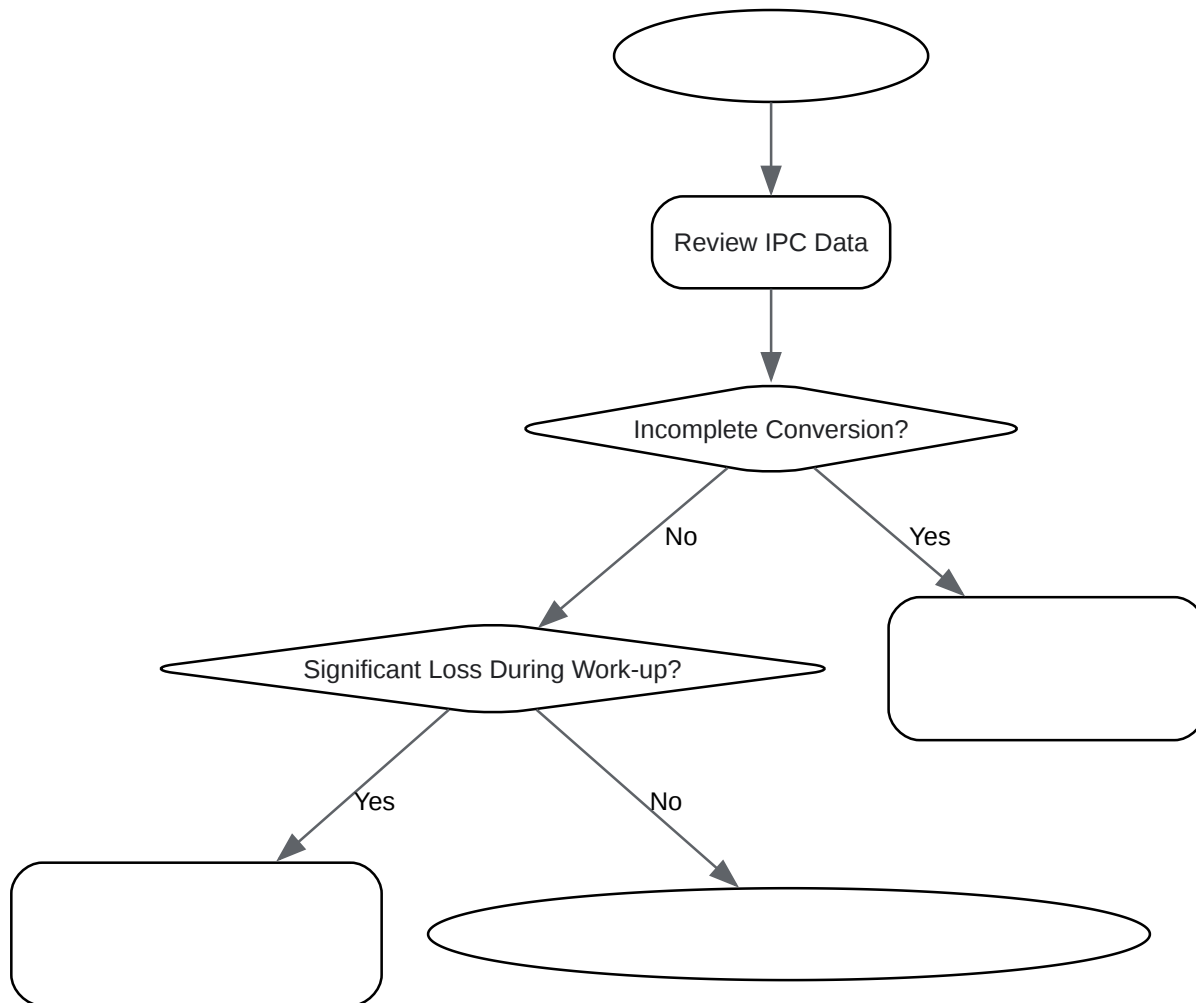 Review IPC Data
Incomplete Conversion?
No
Yes
Significant Loss During Work-up?
Yes
No